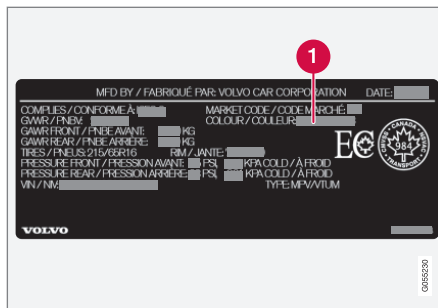 1
MFD BY / FABRIQUÉ PAR: VOLVO CAR CORPORATION DATE:
COMPLIES / CONFORME À: MARKET CODE / CODE MARCHÉ:
GVWR / PNBV: COLOUR / COULEUR:
GAWR FRONT / PNBE AVANT: KG
GAWR REAR / PNBE ARRIERE: KG
TIRES / PNEUS: 215/65R16 RIM / JANTE:
PRESSURE FRONT / PRESSION AVANT: PSI, KPA COLD / À FROID
PRESSURE REAR / PRESSION ARRIÈRE: PSI, KPA COLD / À FROID
VIN / NIV: TYPE: MPV/VTUM
EC
CANADA
984
TRANSPORT
VOLVO
G055230